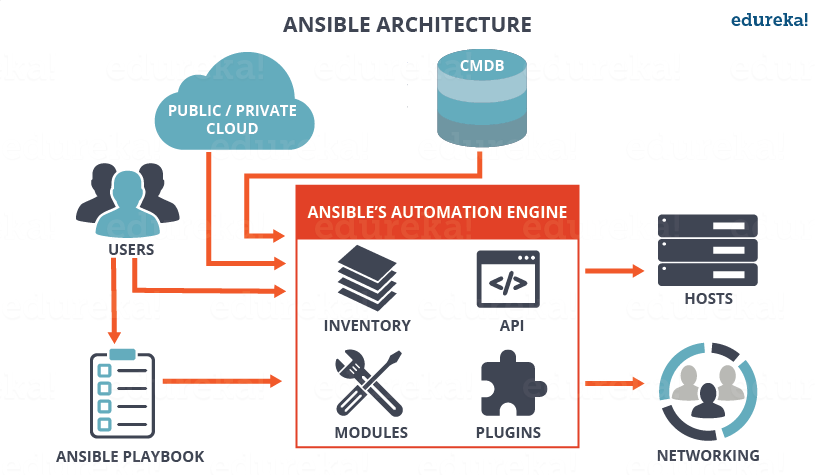 ANSIBLE ARCHITECTURE
edureka!
PUBLIC / PRIVATE
CLOUD
CMDB
USERS
ANSIBLE'S AUTOMATION ENGINE
INVENTORY
API
HOSTS
MODULES
PLUGINS
ANSIBLE PLAYBOOK
NETWORKING